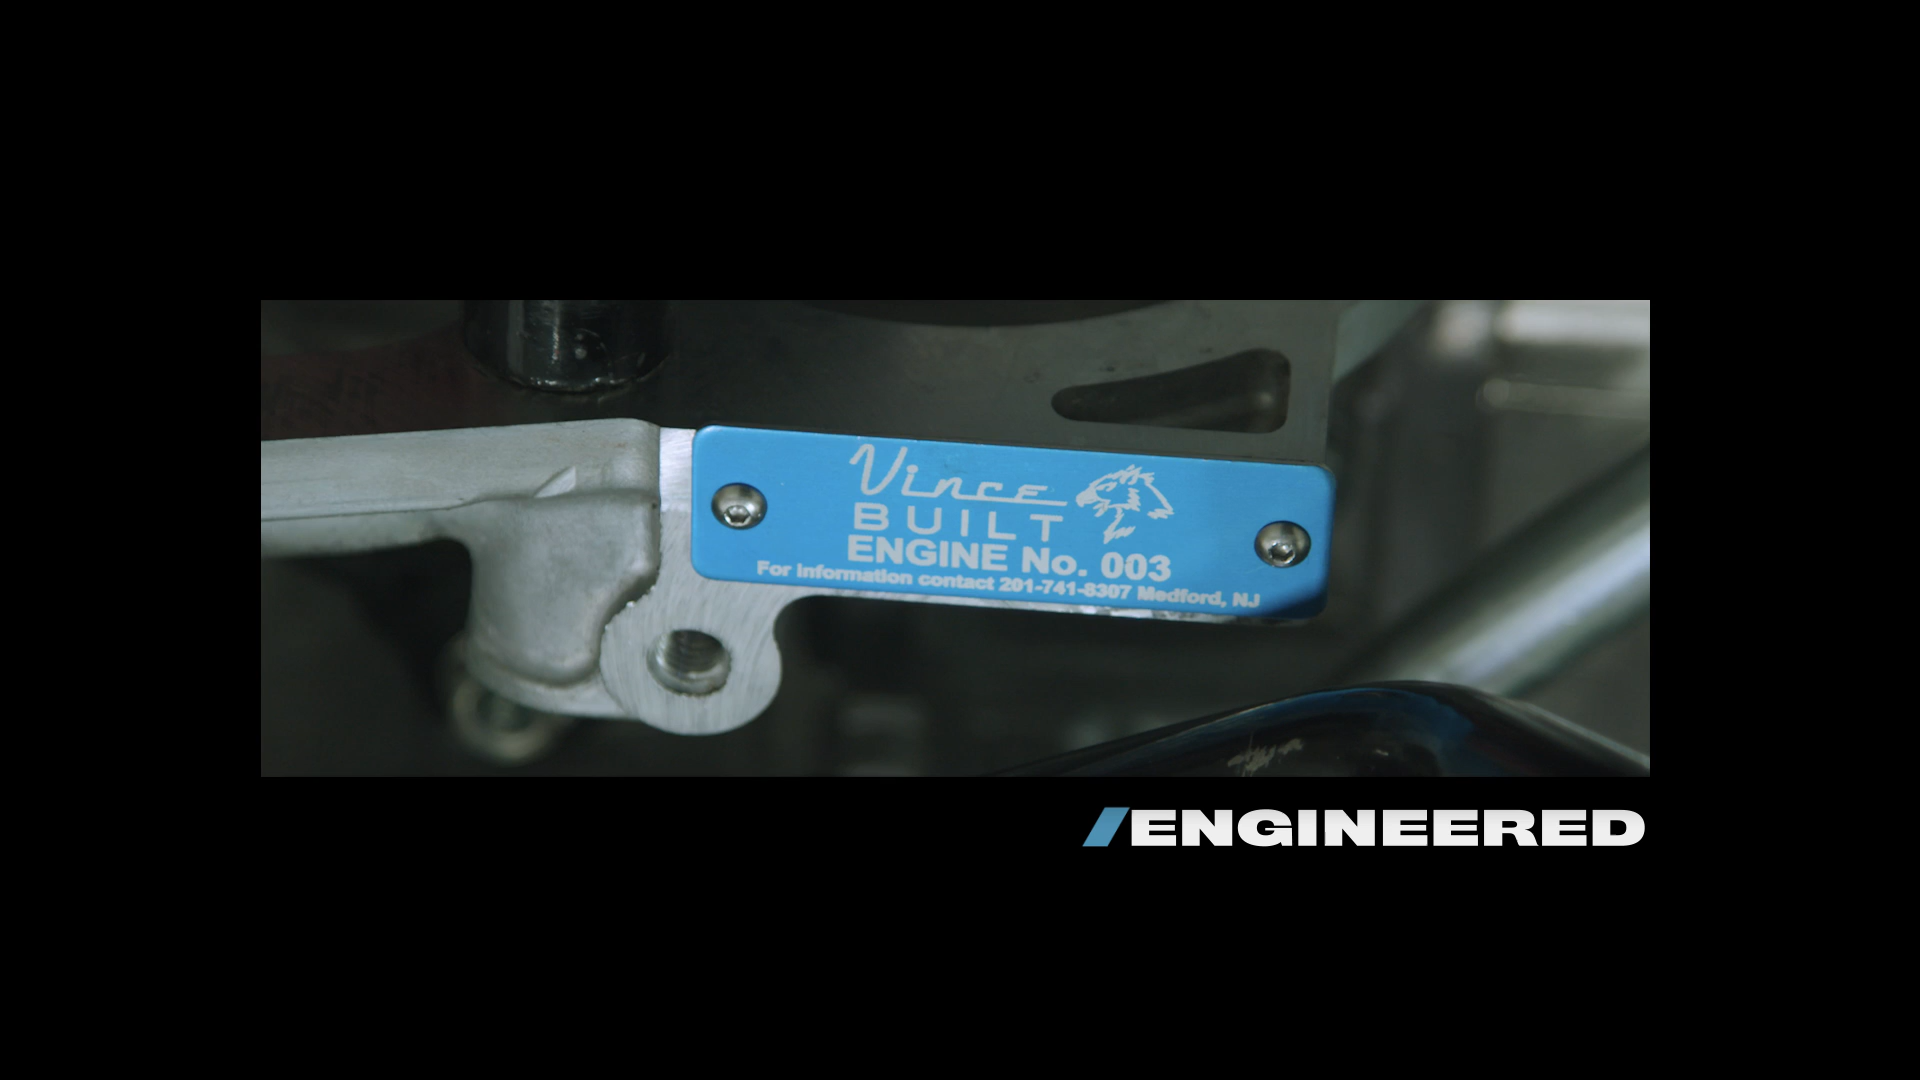 Vince
BUILT
ENGINE No. 003
For information contact 201-741-8307 Medford, NJ
/ENGINEERED